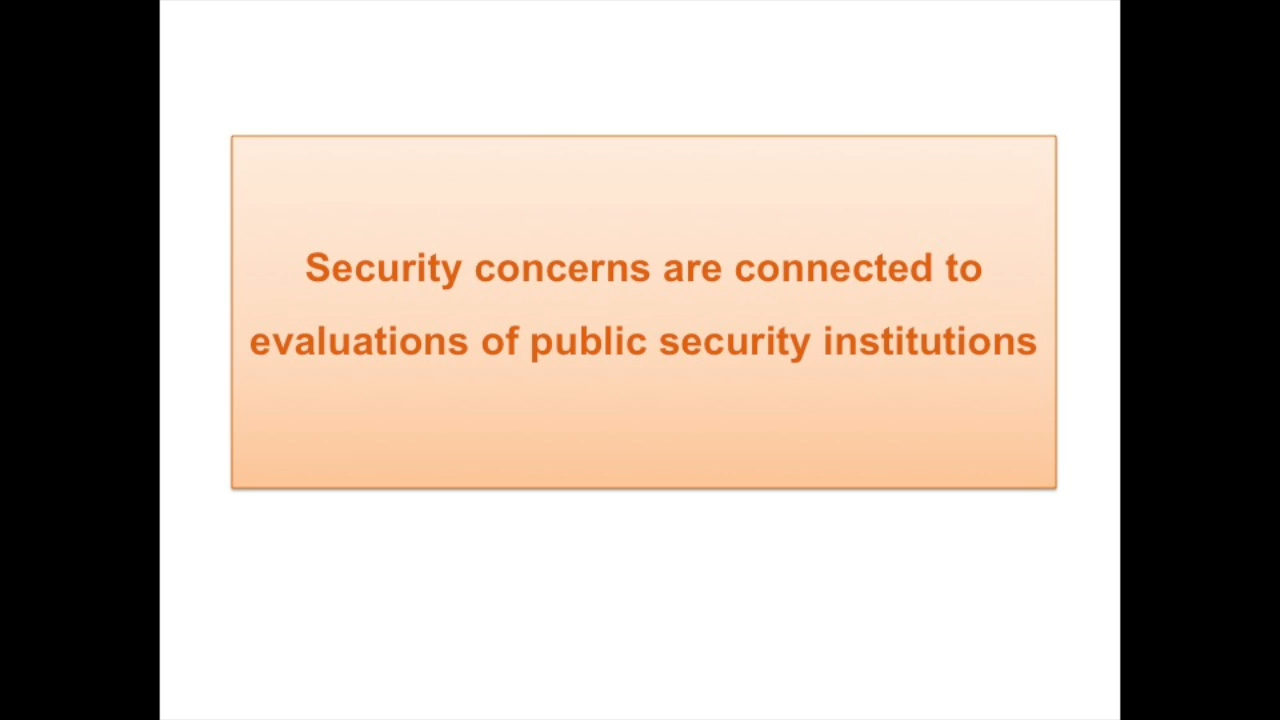 Security concerns are connected to
evaluations of public security institutions